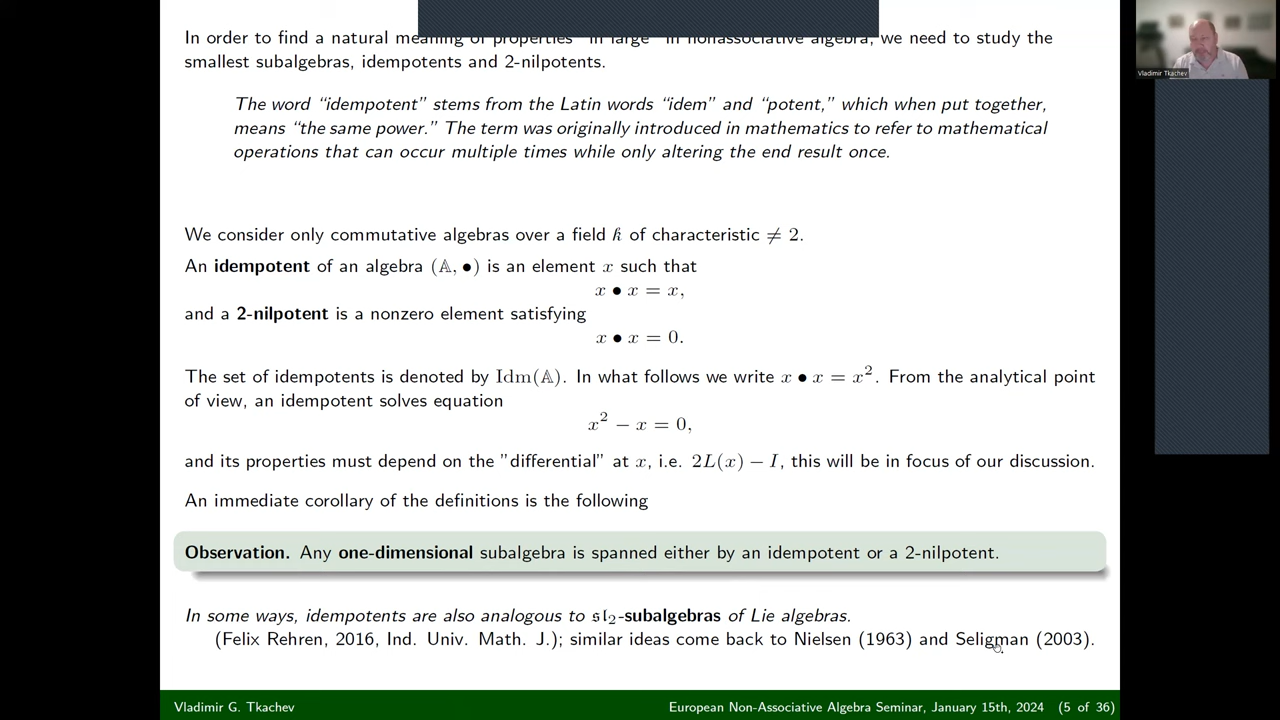 In order to find a natural meaning of properties "in large" in nonassociative algebra, we need to study the
smallest subalgebras, idempotents and 2-nilpotents.
The word “idempotent” stems from the Latin words “idem” and “potent,” which when put together,
means “the same power.” The term was originally introduced in mathematics to refer to mathematical
operations that can occur multiple times while only altering the end result once.
We consider only commutative algebras over a field 𝓀 of characteristic ≠ 2.
An idempotent of an algebra (𝔸, •) is an element x such that
x • x = x,
and a 2-nilpotent is a nonzero element satisfying
x • x = 0.
The set of idempotents is denoted by Idm(𝔸). In what follows we write x • x = x². From the analytical point
of view, an idempotent solves equation
x² − x = 0,
and its properties must depend on the ”differential” at x, i.e. 2L(x) − I, this will be in focus of our discussion.
An immediate corollary of the definitions is the following
Observation. Any one-dimensional subalgebra is spanned either by an idempotent or a 2-nilpotent.
In some ways, idempotents are also analogous to 𝔰𝔩₂-subalgebras of Lie algebras.
(Felix Rehren, 2016, Ind. Univ. Math. J.); similar ideas come back to Nielsen (1963) and Seligman (2003).
Vladimir G. Tkachev European Non-Associative Algebra Seminar, January 15th, 2024 (5 of 36)
Vladimir Tkachev